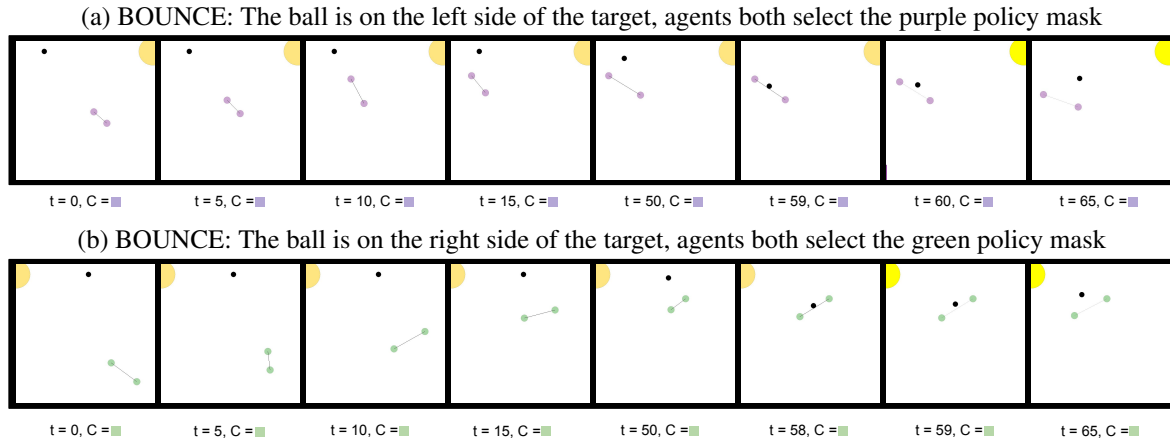 (a) BOUNCE: The ball is on the left side of the target, agents both select the purple policy mask
t = 0, C = t = 5, C = t = 10, C = t = 15, C = t = 50, C = t = 59, C = t = 60, C = t = 65, C =
(b) BOUNCE: The ball is on the right side of the target, agents both select the green policy mask
t = 0, C = t = 5, C = t = 10, C = t = 15, C = t = 50, C = t = 58, C = t = 59, C = t = 65, C =